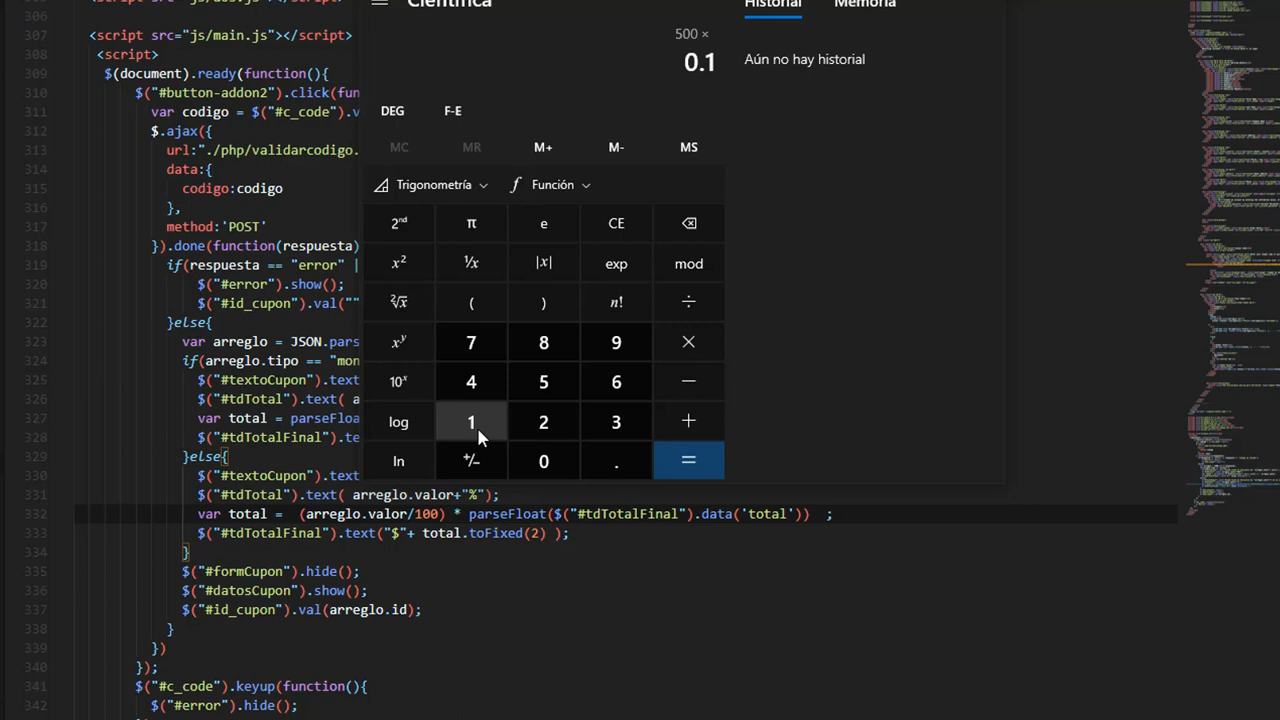 305 <script src="js/aos.js"></script>
306
307 <script src="js/main.js"></script>
308 <script>
309 $(document).ready(function(){
310 $("#button-addon2").click(fun
311 var codigo = $("#c_code").v
312 $.ajax({
313 url:"./php/validarcodigo.
314 data:{
315 codigo:codigo
316 },
317 method:'POST'
318 }).done(function(respuesta)
319 if(respuesta == "error" |
320 $("#error").show();
321 $("#id_cupon").val(""
322 }else{
323 var arreglo = JSON.pars
324 if(arreglo.tipo == "mon
325 $("#textoCupon").text
326 $("#tdTotal").text( a
327 var total = parseFloa
328 $("#tdTotalFinal").te
329 }else{
330 $("#textoCupon").text
331 $("#tdTotal").text( arreglo.valor+"%");
332 var total = (arreglo.valor/100) * parseFloat($("#tdTotalFinal").data('total')) ;
333 $("#tdTotalFinal").text("$"+ total.toFixed(2) );
334 }
335 $("#formCupon").hide();
336 $("#datosCupon").show();
337 $("#id_cupon").val(arreglo.id);
338 }
339 })
340 });
341 $("#c_code").keyup(function(){
342 $("#error").hide();
Científica
Historial Memoria
500 ×
0.1
Aún no hay historial
DEG F-E
MC MR M+ M- MS
Trigonometría Función
2nd π e CE
x² ⅟x |x| exp mod
²√x ( ) n! ÷
xʸ 7 8 9 ×
10ˣ 4 5 6 −
log 1 2 3 +
ln +/- 0 . =